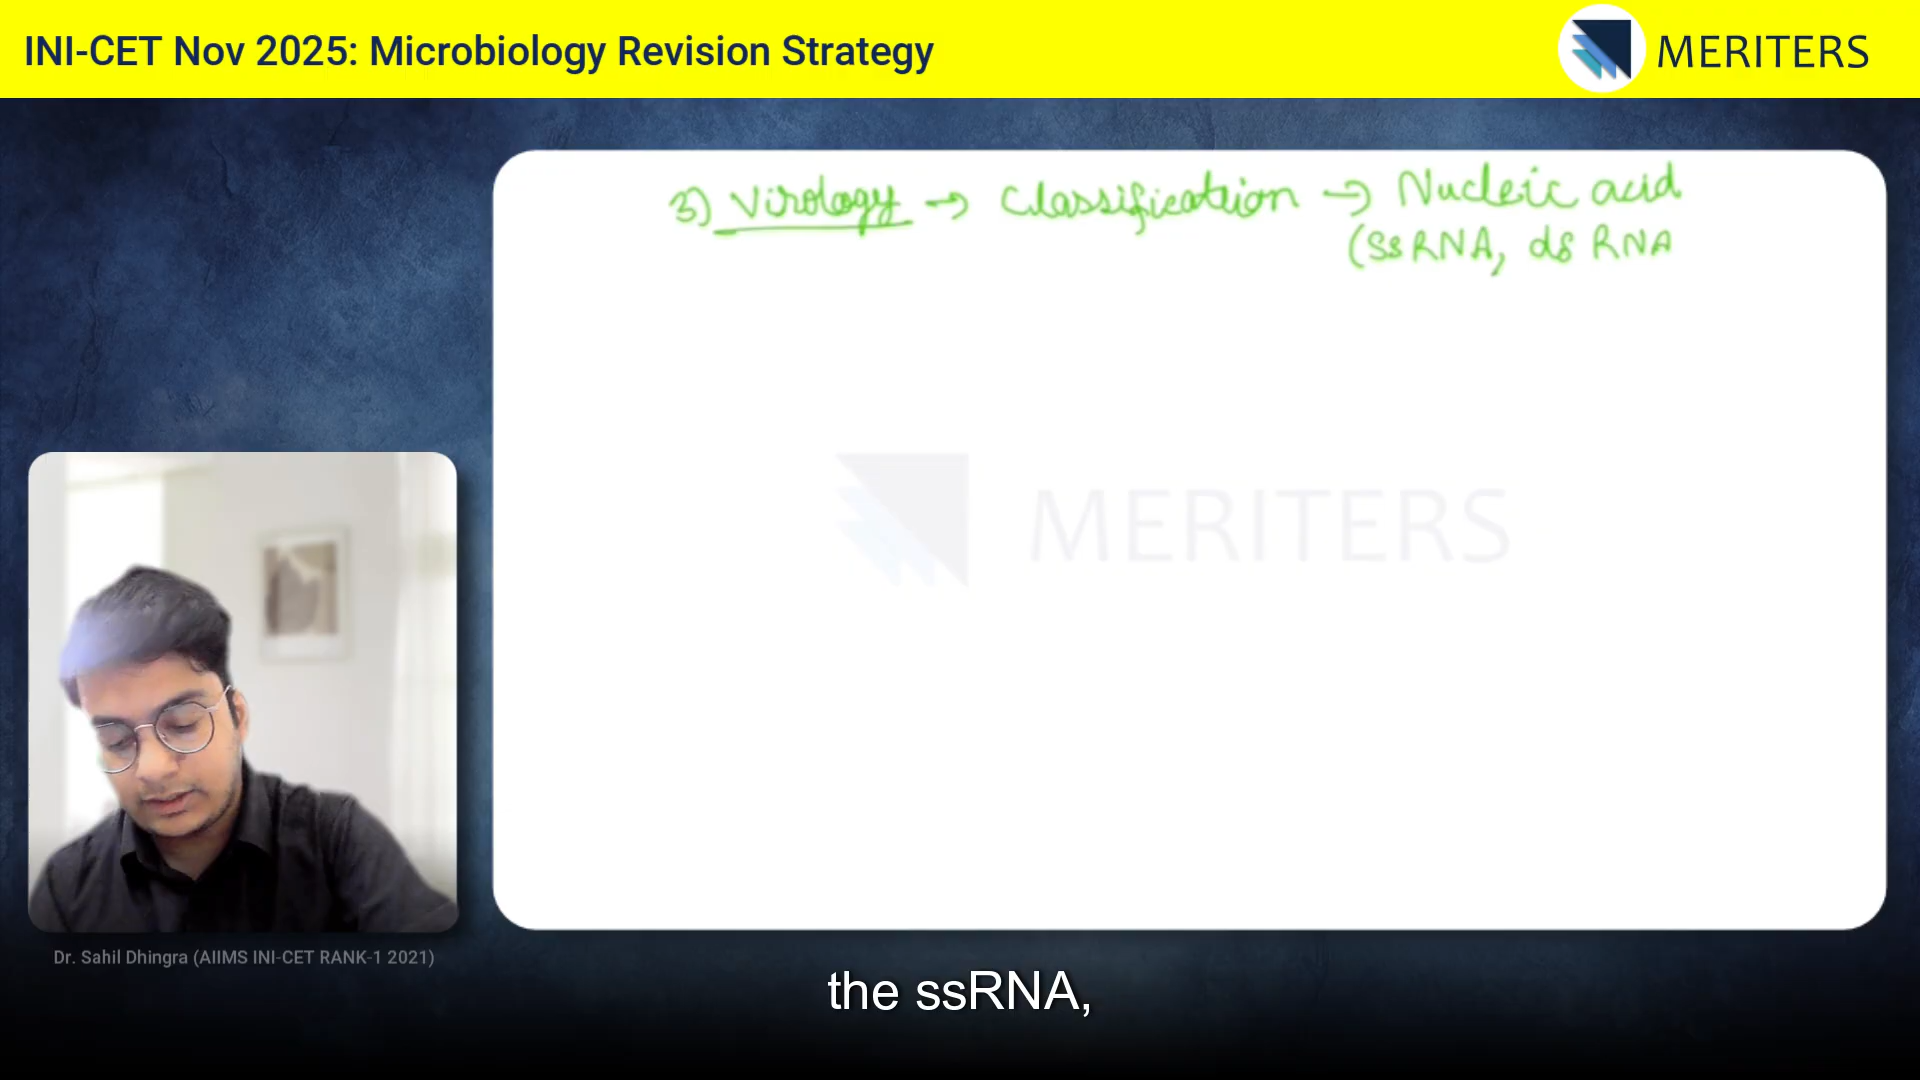 INI-CET Nov 2025: Microbiology Revision Strategy
MERITERS
3) Virology → Classification → Nucleic acid
(ssRNA, ds RNA
MERITERS
Dr. Sahil Dhingra (AIIMS INI-CET RANK-1 2021)
the ssRNA,